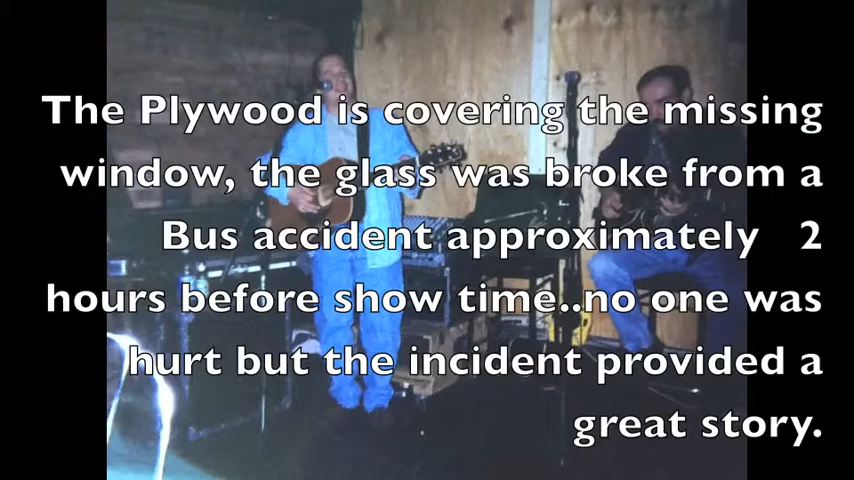 The Plywood is covering the missing
window, the glass was broke from a
Bus accident approximately 2
hours before show time..no one was
hurt but the incident provided a
great story.